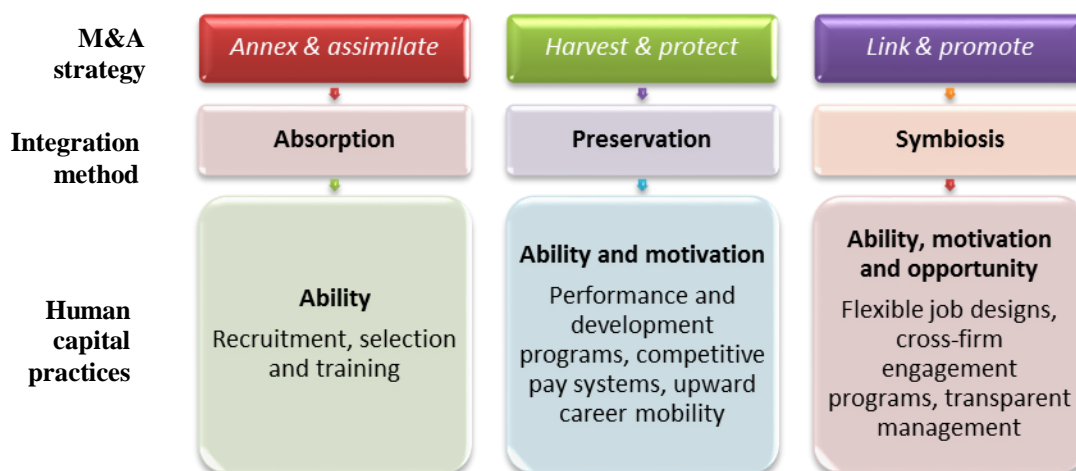 M&A
strategy
Annex & assimilate
Harvest & protect
Link & promote
Integration
method
Absorption
Preservation
Symbiosis
Human
capital
practices
Ability
Recruitment, selection
and training
Ability and motivation
Performance and
development
programs, competitive
pay systems, upward
career mobility
Ability, motivation
and opportunity
Flexible job designs,
cross-firm
engagement
programs, transparent
management